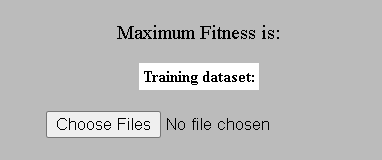 Maximum Fitness is:
Training dataset:
Choose Files No file chosen